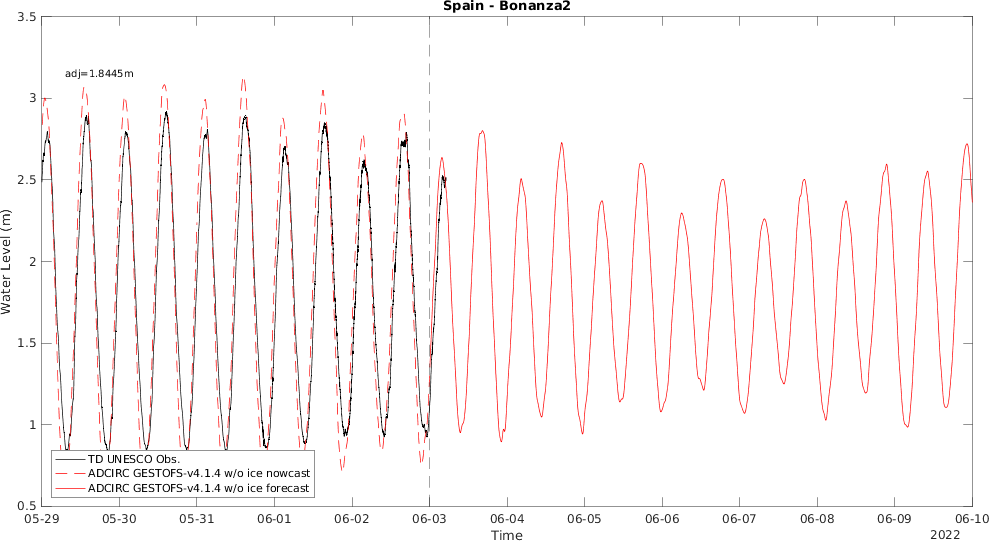 Spain - Bonanza2
adj=1.8445m
3.5
3
2.5
2
1.5
1
0.5
Water Level (m)
TD UNESCO Obs.
ADCIRC GESTOFS-v4.1.4 w/o ice nowcast
ADCIRC GESTOFS-v4.1.4 w/o ice forecast
05-29 05-30 05-31 06-01 06-02 06-03 06-04 06-05 06-06 06-07 06-08 06-09 06-10
Time
2022